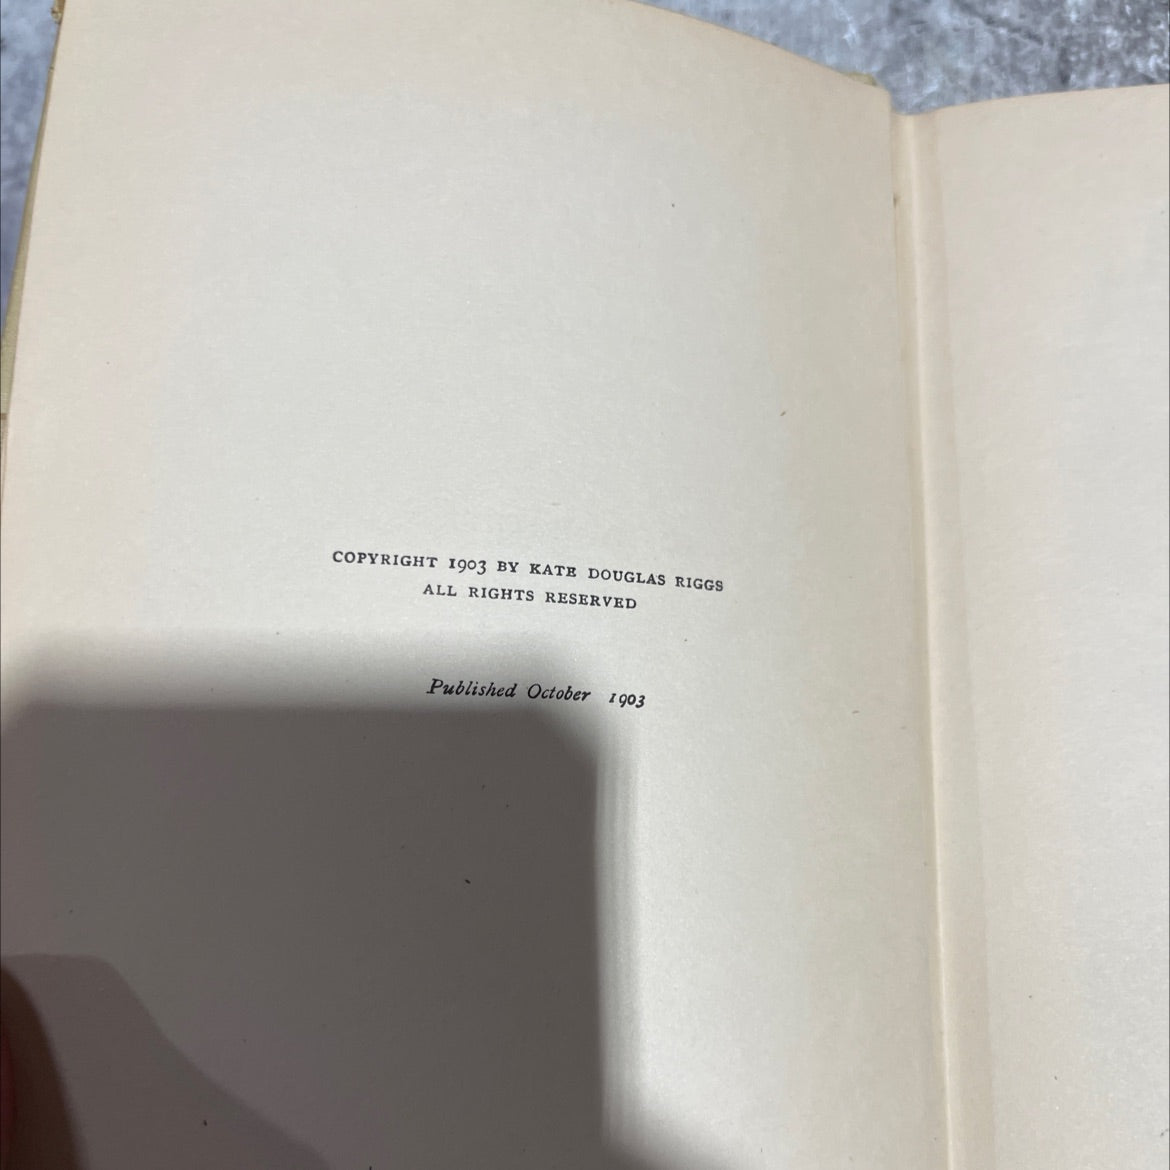 COPYRIGHT 1903 BY KATE DOUGLAS RIGGS
ALL RIGHTS RESERVED
Published October 1903